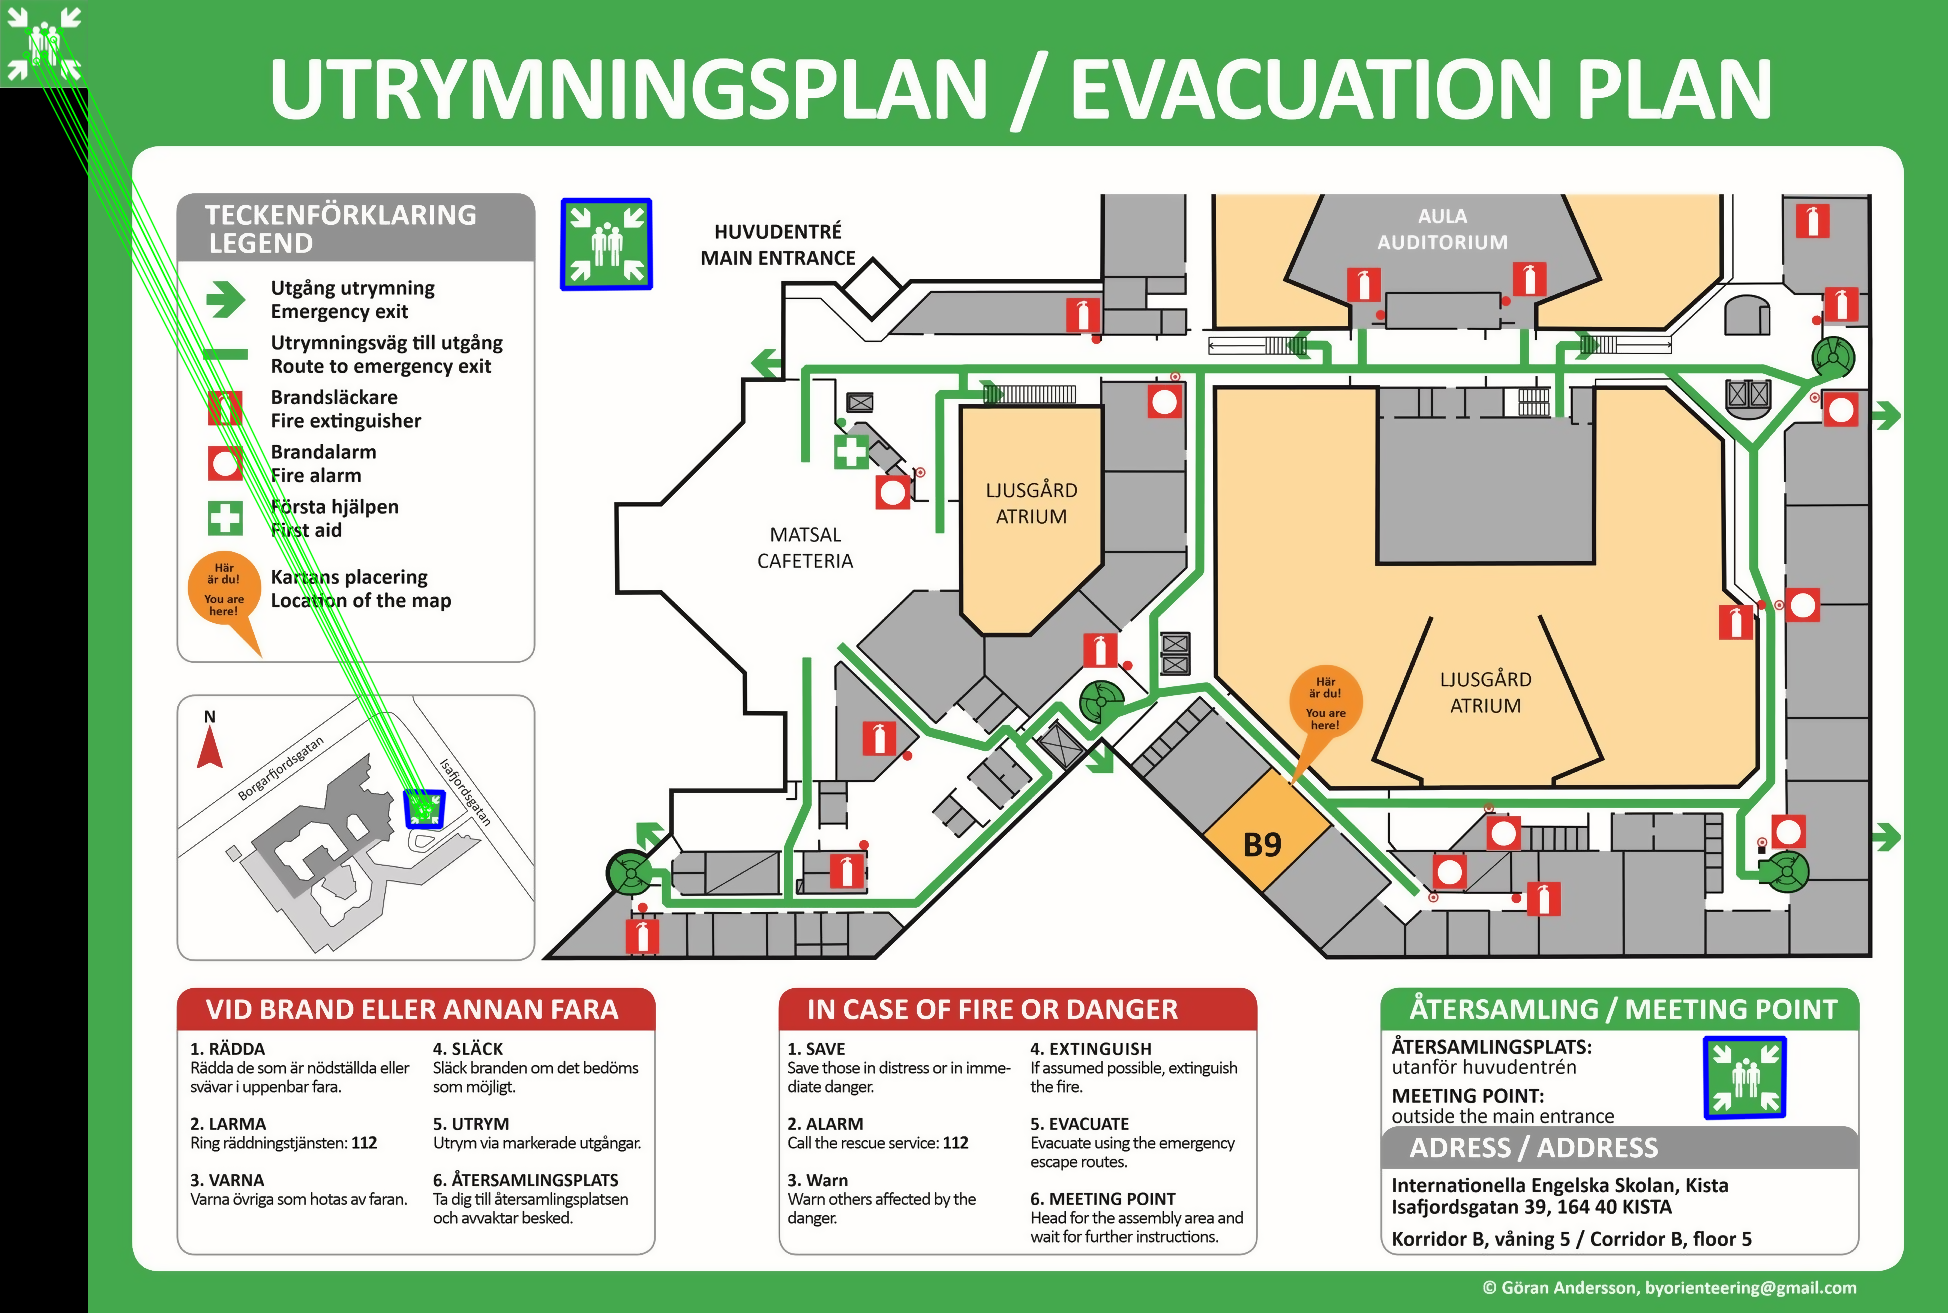 UTRYMNINGSPLAN / EVACUATION PLAN
TECKENFÖRKLARING
LEGEND
Utgång utrymning
Emergency exit
Utrymningsväg till utgång
Route to emergency exit
Brandsläckare
Fire extinguisher
Brandalarm
Fire alarm
Första hjälpen
First aid
Här
är du!
You are
here!
Kartans placering
Location of the map
N
Borgarfjordsgatan
Isafjordsgatan
HUVUDENTRÉ
MAIN ENTRANCE
AULA
AUDITORIUM
LJUSGÅRD
ATRIUM
MATSAL
CAFETERIA
Här
är du!
You are
here!
LJUSGÅRD
ATRIUM
B9
VID BRAND ELLER ANNAN FARA
1. RÄDDA
Rädda de som är nödställda eller
svävar i uppenbar fara.
2. LARMA
Ring räddningstjänsten: 112
3. VARNA
Varna övriga som hotas av faran.
4. SLÄCK
Släck branden om det bedöms
som möjligt.
5. UTRYM
Utrym via markerade utgångar.
6. ÅTERSAMLINGSPLATS
Ta dig till återsamlingsplatsen
och avvaktar besked.
IN CASE OF FIRE OR DANGER
1. SAVE
Save those in distress or in imme-
diate danger.
2. ALARM
Call the rescue service: 112
3. Warn
Warn others affected by the
danger.
4. EXTINGUISH
If assumed possible, extinguish
the fire.
5. EVACUATE
Evacuate using the emergency
escape routes.
6. MEETING POINT
Head for the assembly area and
wait for further instructions.
ÅTERSAMLING / MEETING POINT
ÅTERSAMLINGSPLATS:
utanför huvudentrén
MEETING POINT:
outside the main entrance
ADRESS / ADDRESS
Internationella Engelska Skolan, Kista
Isafjordsgatan 39, 164 40 KISTA
Korridor B, våning 5 / Corridor B, floor 5
© Göran Andersson, byorienteering@gmail.com